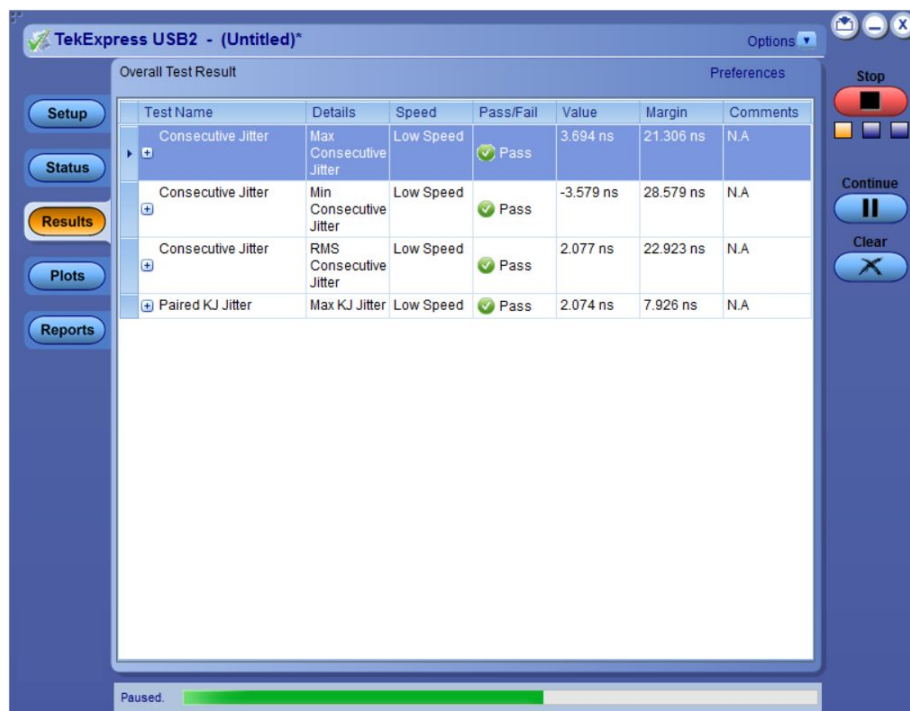 TekExpress USB2 - (Untitled)*
Options
Overall Test Result
Preferences
Stop
Setup
Status
Results
Plots
Reports
Test Name Details Speed Pass/Fail Value Margin Comments
Consecutive Jitter Max Consecutive Jitter Low Speed Pass 3.694 ns 21.306 ns N.A
Consecutive Jitter Min Consecutive Jitter Low Speed Pass -3.579 ns 28.579 ns N.A
Consecutive Jitter RMS Consecutive Jitter Low Speed Pass 2.077 ns 22.923 ns N.A
Paired KJ Jitter Max KJ Jitter Low Speed Pass 2.074 ns 7.926 ns N.A
Continue
Clear
Paused.